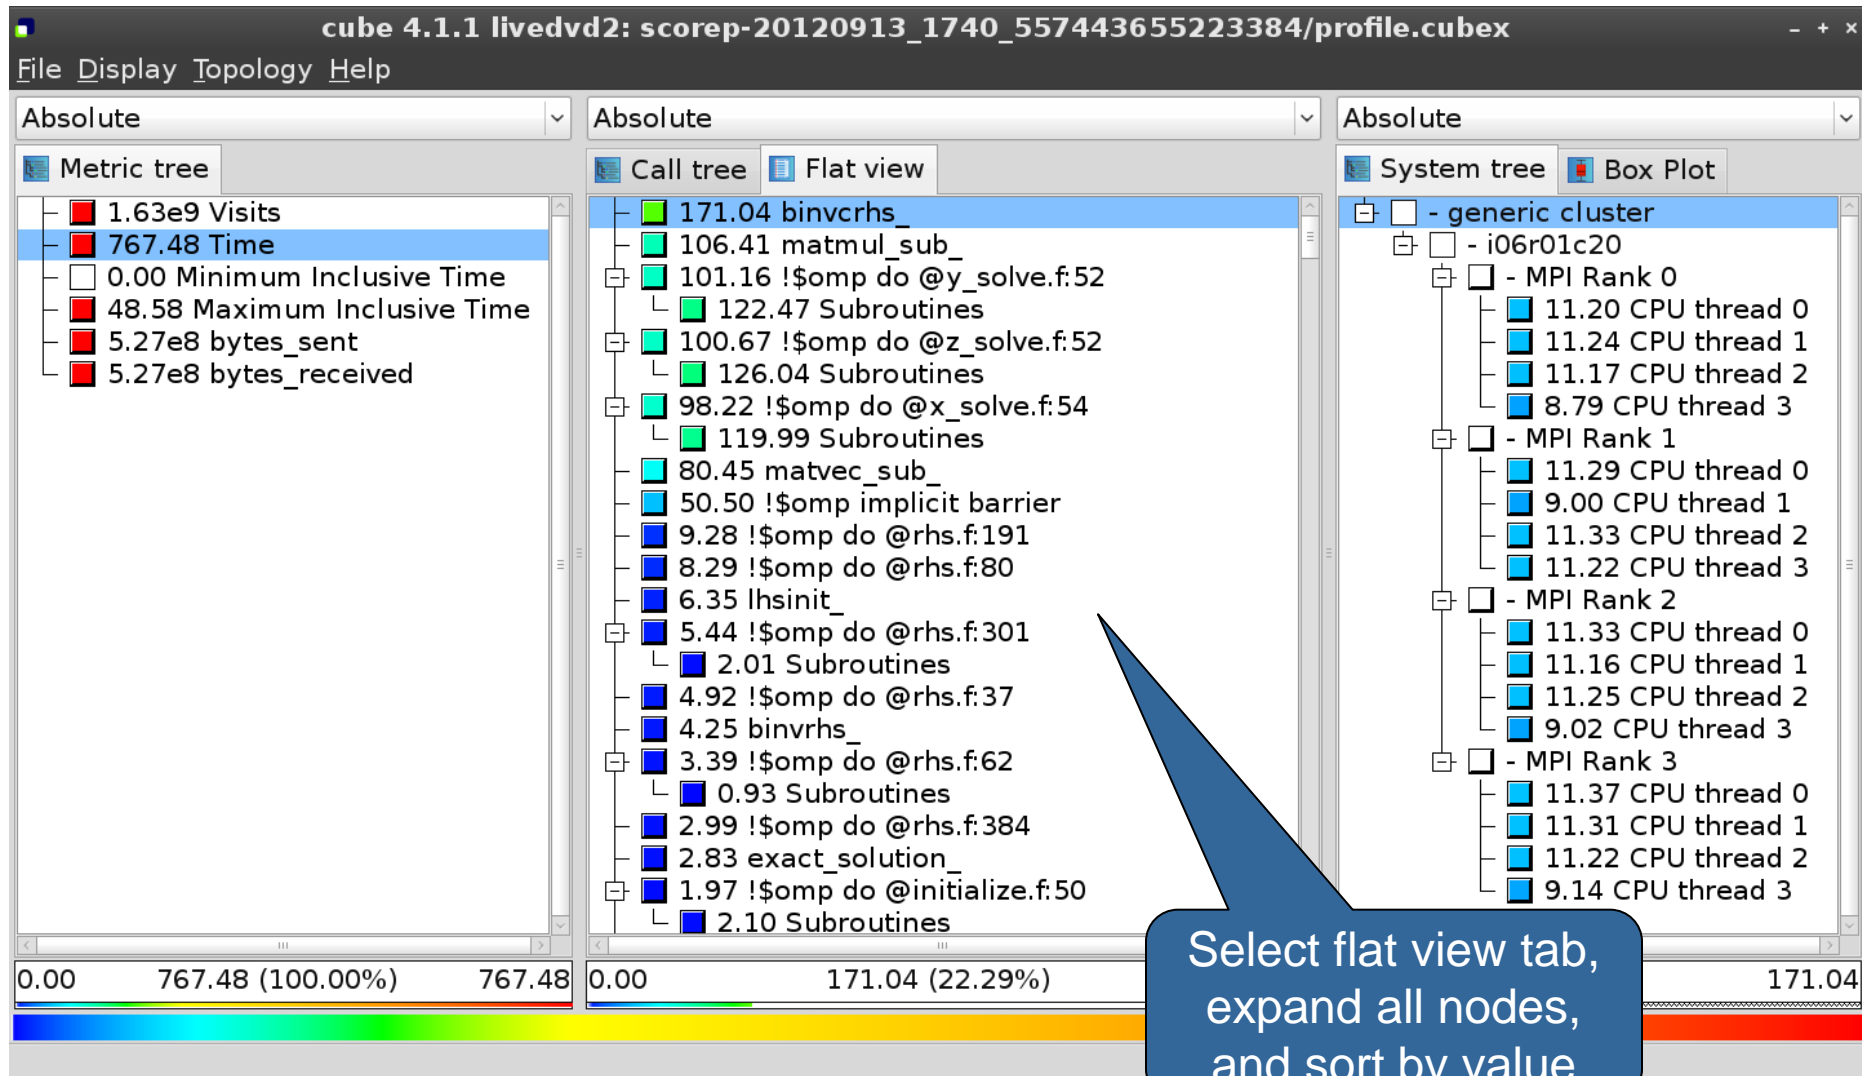 cube 4.1.1 livedvd2: scorep-20120913_1740_557443655223384/profile.cubex
File Display Topology Help
Absolute
Metric tree
1.63e9 Visits
767.48 Time
0.00 Minimum Inclusive Time
48.58 Maximum Inclusive Time
5.27e8 bytes_sent
5.27e8 bytes_received
0.00 767.48 (100.00%) 767.48
Absolute
Call tree Flat view
171.04 binvcrhs_
106.41 matmul_sub_
101.16 !$omp do @y_solve.f:52
122.47 Subroutines
100.67 !$omp do @z_solve.f:52
126.04 Subroutines
98.22 !$omp do @x_solve.f:54
119.99 Subroutines
80.45 matvec_sub_
50.50 !$omp implicit barrier
9.28 !$omp do @rhs.f:191
8.29 !$omp do @rhs.f:80
6.35 lhsinit_
5.44 !$omp do @rhs.f:301
2.01 Subroutines
4.92 !$omp do @rhs.f:37
4.25 binvrhs_
3.39 !$omp do @rhs.f:62
0.93 Subroutines
2.99 !$omp do @rhs.f:384
2.83 exact_solution_
1.97 !$omp do @initialize.f:50
2.10 Subroutines
0.00 171.04 (22.29%)
Absolute
System tree Box Plot
- generic cluster
- i06r01c20
- MPI Rank 0
11.20 CPU thread 0
11.24 CPU thread 1
11.17 CPU thread 2
8.79 CPU thread 3
- MPI Rank 1
11.29 CPU thread 0
9.00 CPU thread 1
11.33 CPU thread 2
11.22 CPU thread 3
- MPI Rank 2
11.33 CPU thread 0
11.16 CPU thread 1
11.25 CPU thread 2
9.02 CPU thread 3
- MPI Rank 3
11.37 CPU thread 0
11.31 CPU thread 1
11.22 CPU thread 2
9.14 CPU thread 3
171.04
Select flat view tab,
expand all nodes,
and sort by value